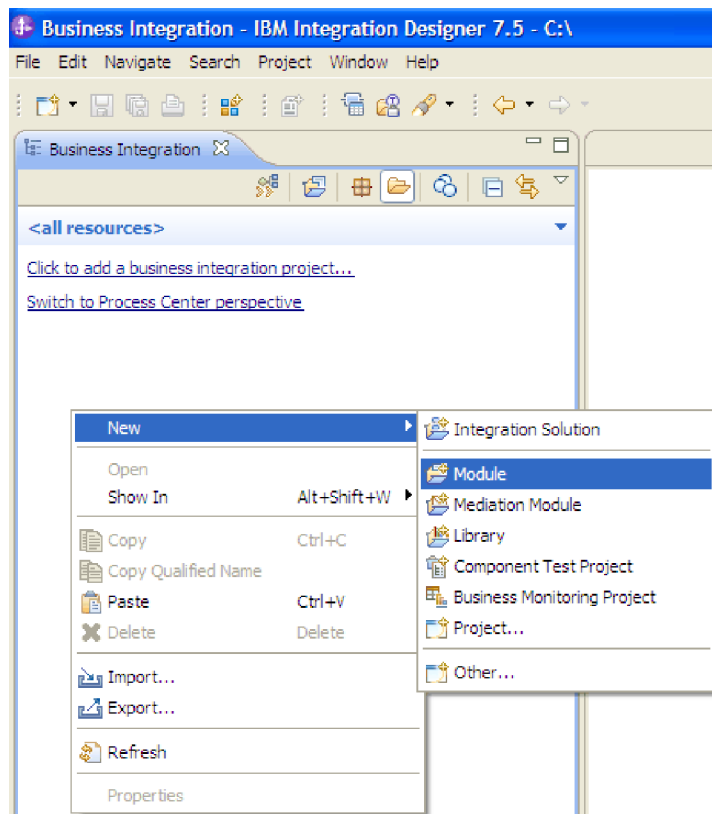 Business Integration - IBM Integration Designer 7.5 - C:\
File Edit Navigate Search Project Window Help
Business Integration
<all resources>
Click to add a business integration project...
Switch to Process Center perspective
New
Open
Show In Alt+Shift+W
Copy Ctrl+C
Copy Qualified Name
Paste Ctrl+V
Delete Delete
Import...
Export...
Refresh
Properties
Integration Solution
Module
Mediation Module
Library
Component Test Project
Business Monitoring Project
Project...
Other...